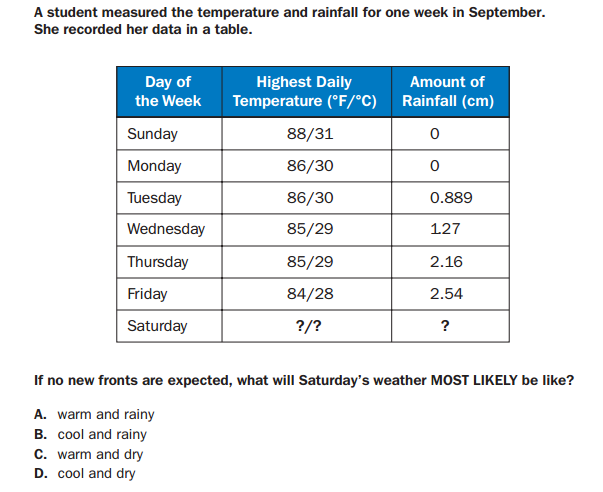 A student measured the temperature and rainfall for one week in September.
She recorded her data in a table.
Day of the Week Highest Daily Temperature (°F/°C) Amount of Rainfall (cm)
Sunday 88/31 0
Monday 86/30 0
Tuesday 86/30 0.889
Wednesday 85/29 1.27
Thursday 85/29 2.16
Friday 84/28 2.54
Saturday ?/? ?
If no new fronts are expected, what will Saturday's weather MOST LIKELY be like?
A. warm and rainy
B. cool and rainy
C. warm and dry
D. cool and dry